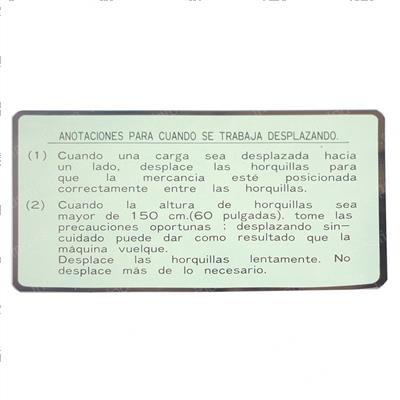 ANOTACIONES PARA CUANDO SE TRABAJA DESPLAZANDO.
(1) Cuando una carga sea desplazada hacia
un lado, desplace las horquillas para
que la mercancia esté posicionada
correctamente entre las horquillas.
(2) Cuando la altura de horquillas sea
mayor de 150 cm.(60 pulgadas). tome las
precauciones oportunas ; desplazando sin-
cuidado puede dar como resultado que la
máquina vuelque.
Desplace las horquillas lentamente. No
desplace más de lo necesario.